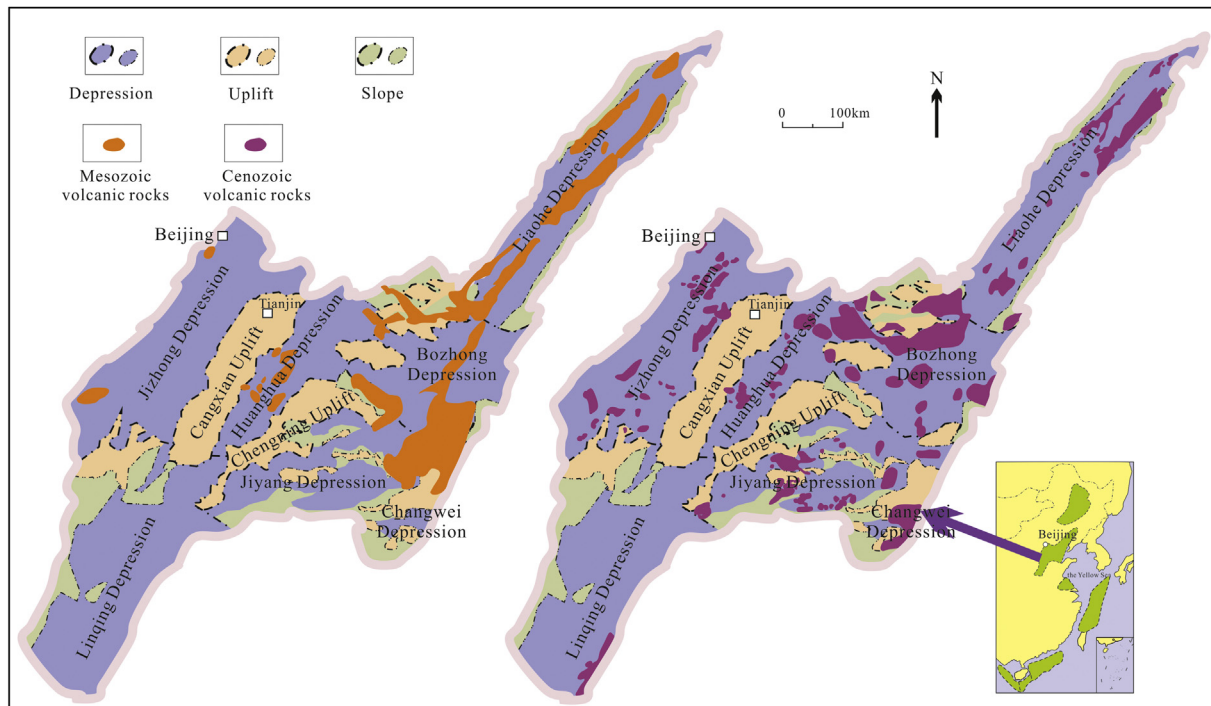 Depression
Uplift
Slope
Mesozoic
volcanic rocks
Cenozoic
volcanic rocks
0 100km
N
Beijing
Tianjin
Jizhong Depression
Cangxian Uplift
Huanghua Depression
Chengning Uplift
Liaohe Depression
Bozhong
Depression
Jiyang Depression
Changwei
Depression
Linqing Depression
Beijing
Tianjin
Jizhong Depression
Cangxian Uplift
Huanghua Depression
Chengning Uplift
Liaohe Depression
Bozhong
Depression
Jiyang Depression
Changwei
Depression
Linqing Depression
Beijing
the Yellow Sea